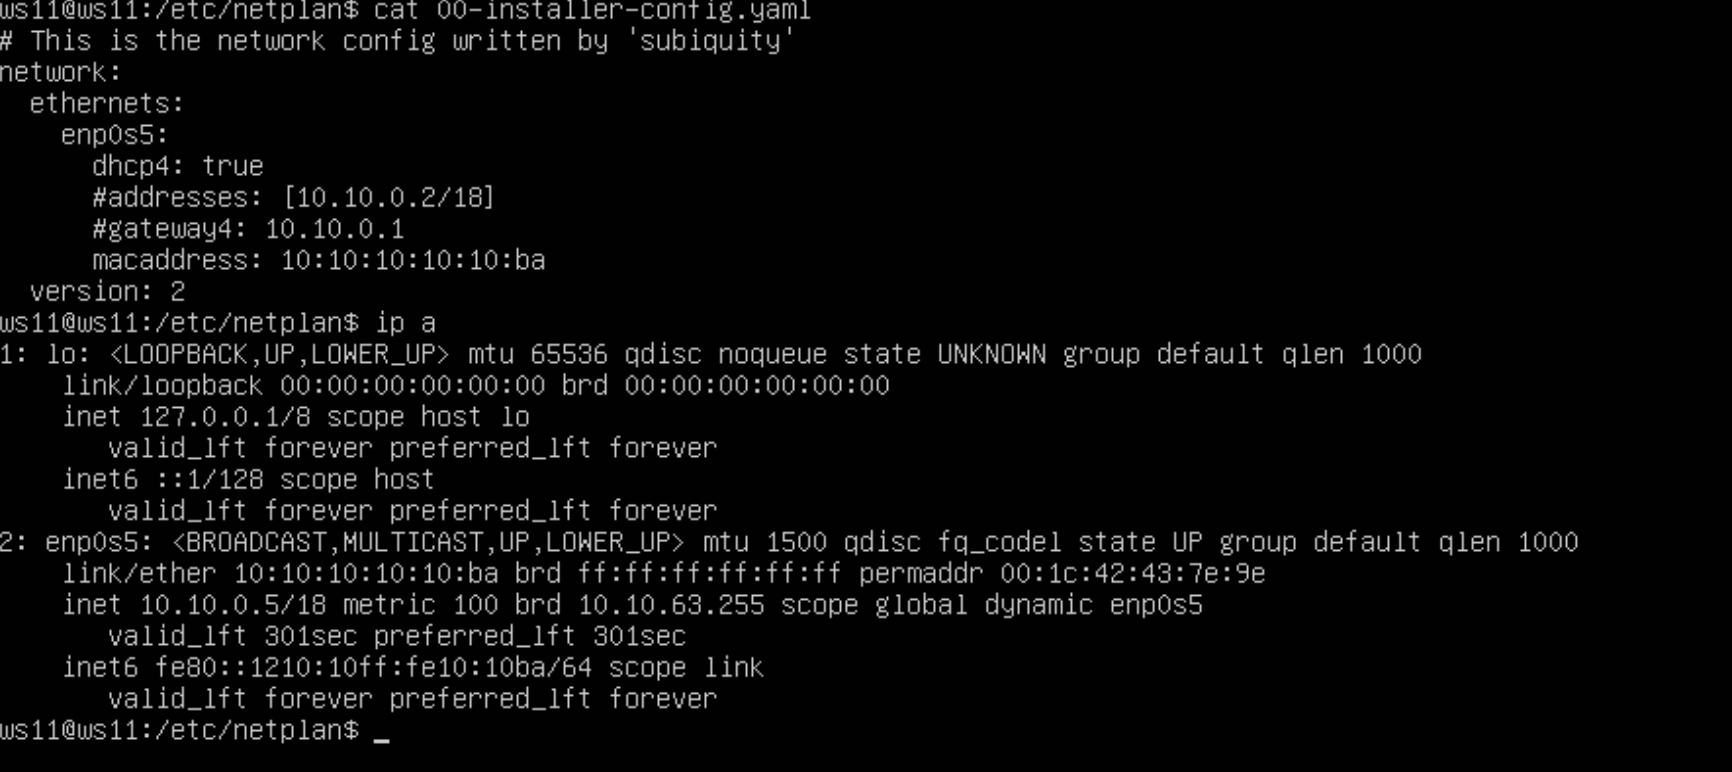 ws11@ws11:/etc/netplan$ cat 00-installer-config.yaml
# This is the network config written by 'subiquity'
network:
  ethernets:
    enp0s5:
      dhcp4: true
      #addresses: [10.10.0.2/18]
      #gateway4: 10.10.0.1
      macaddress: 10:10:10:10:10:ba
  version: 2
ws11@ws11:/etc/netplan$ ip a
1: lo: <LOOPBACK,UP,LOWER_UP> mtu 65536 qdisc noqueue state UNKNOWN group default qlen 1000
    link/loopback 00:00:00:00:00:00 brd 00:00:00:00:00:00
    inet 127.0.0.1/8 scope host lo
       valid_lft forever preferred_lft forever
    inet6 ::1/128 scope host
       valid_lft forever preferred_lft forever
2: enp0s5: <BROADCAST,MULTICAST,UP,LOWER_UP> mtu 1500 qdisc fq_codel state UP group default qlen 1000
    link/ether 10:10:10:10:10:ba brd ff:ff:ff:ff:ff:ff permaddr 00:1c:42:43:7e:9e
    inet 10.10.0.5/18 metric 100 brd 10.10.63.255 scope global dynamic enp0s5
       valid_lft 301sec preferred_lft 301sec
    inet6 fe80::1210:10ff:fe10:10ba/64 scope link
       valid_lft forever preferred_lft forever
ws11@ws11:/etc/netplan$ _